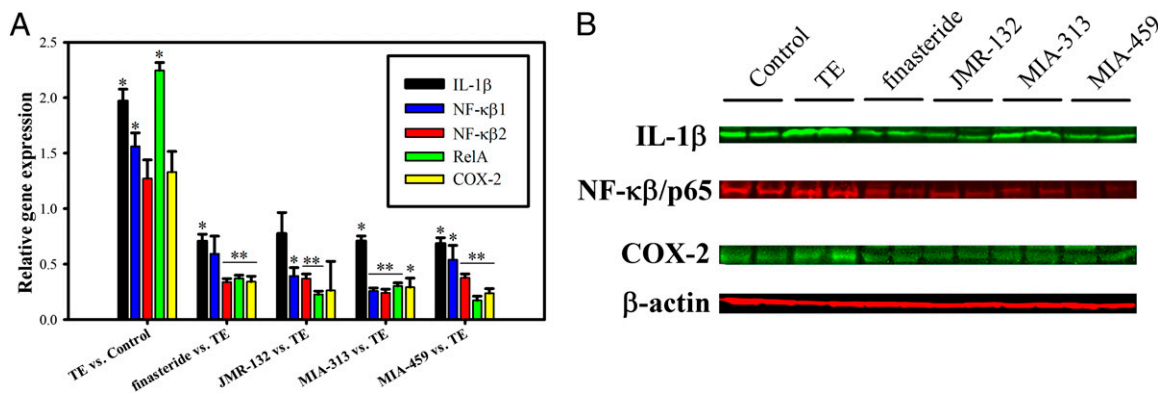 A
2.5
2.0
1.5
1.0
0.5
0.0
Relative gene expression
* * *
IL-1β
NF-κβ1
NF-κβ2
RelA
COX-2
* **
* **
* ** *
* * **
TE vs. Control
finasteride vs. TE
JMR-132 vs. TE
MIA-313 vs. TE
MIA-459 vs. TE
B
Control
TE
finasteride
JMR-132
MIA-313
MIA-459
IL-1β
NF-κβ/p65
COX-2
β-actin